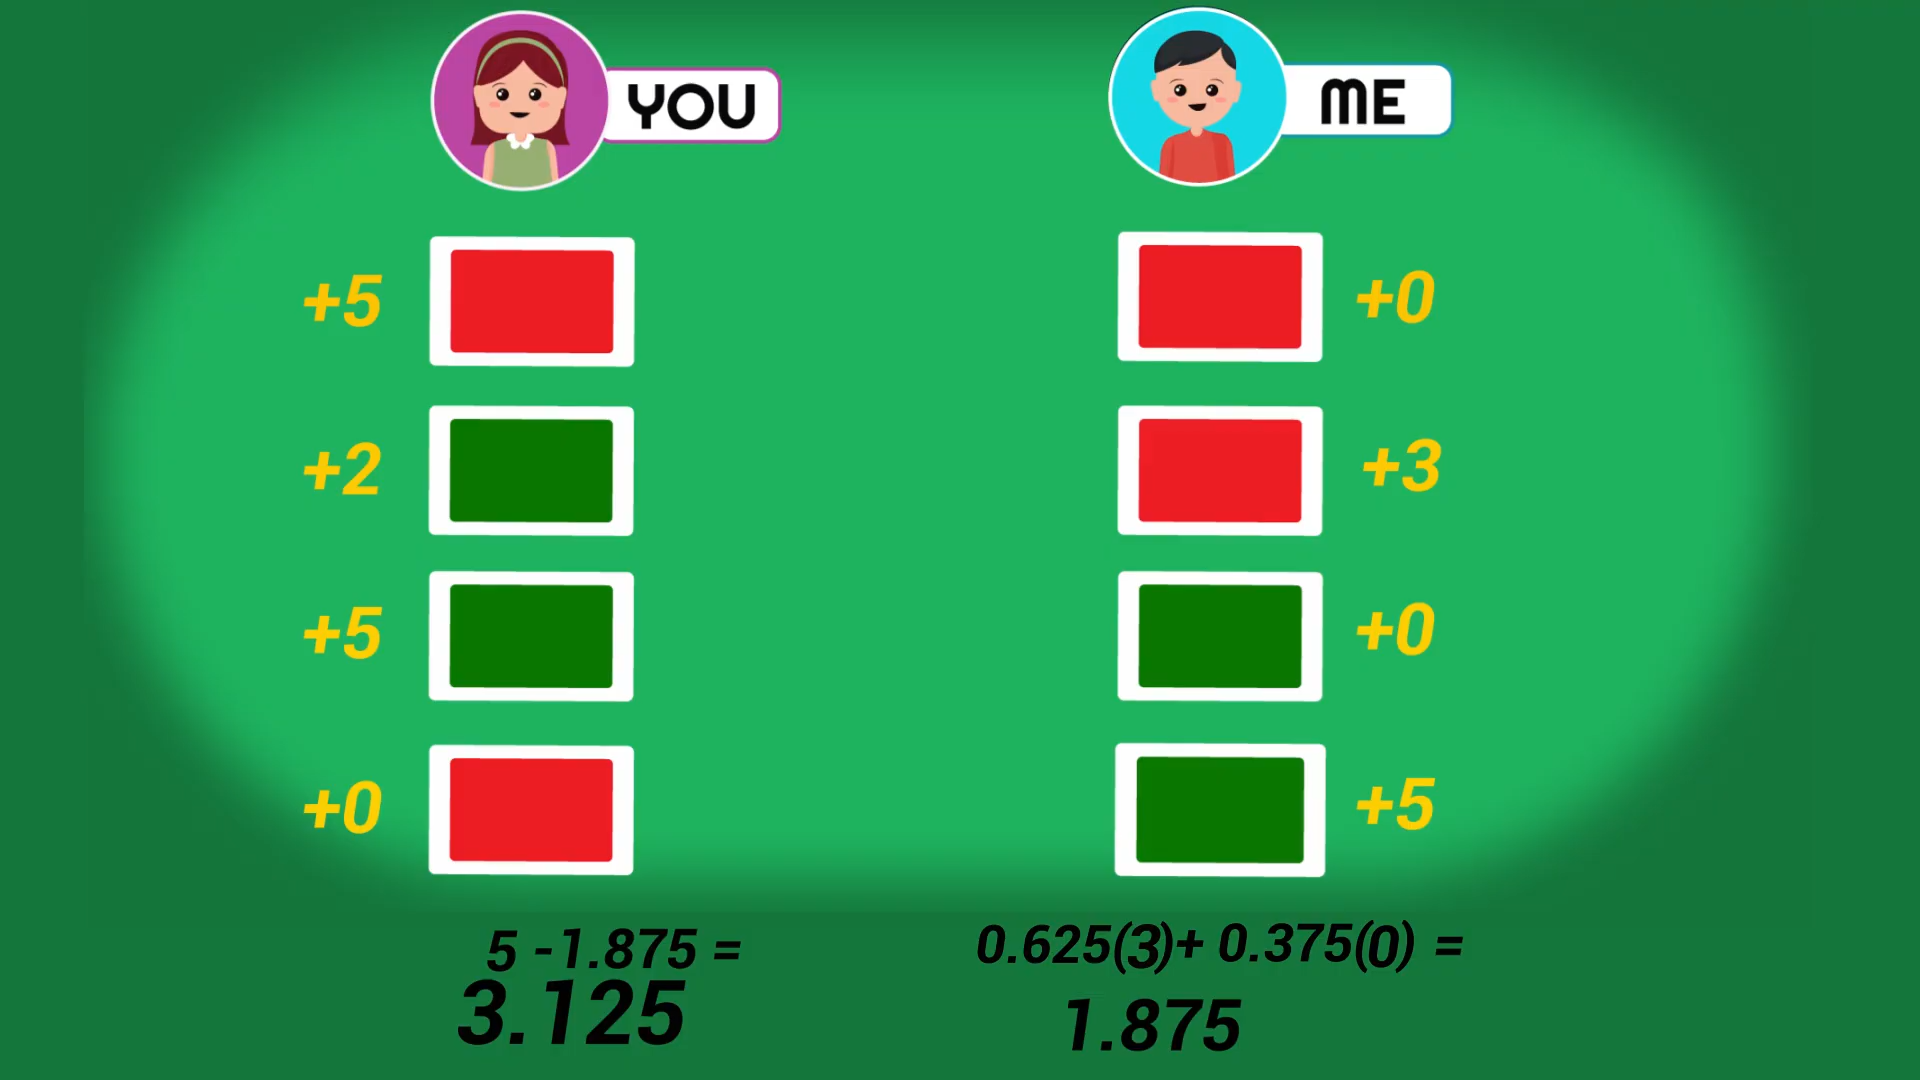 YOU
ME
+5
+0
+2
+3
+5
+0
+0
+5
5 -1.875 =
3.125
0.625(3)+ 0.375(0) =
1.875